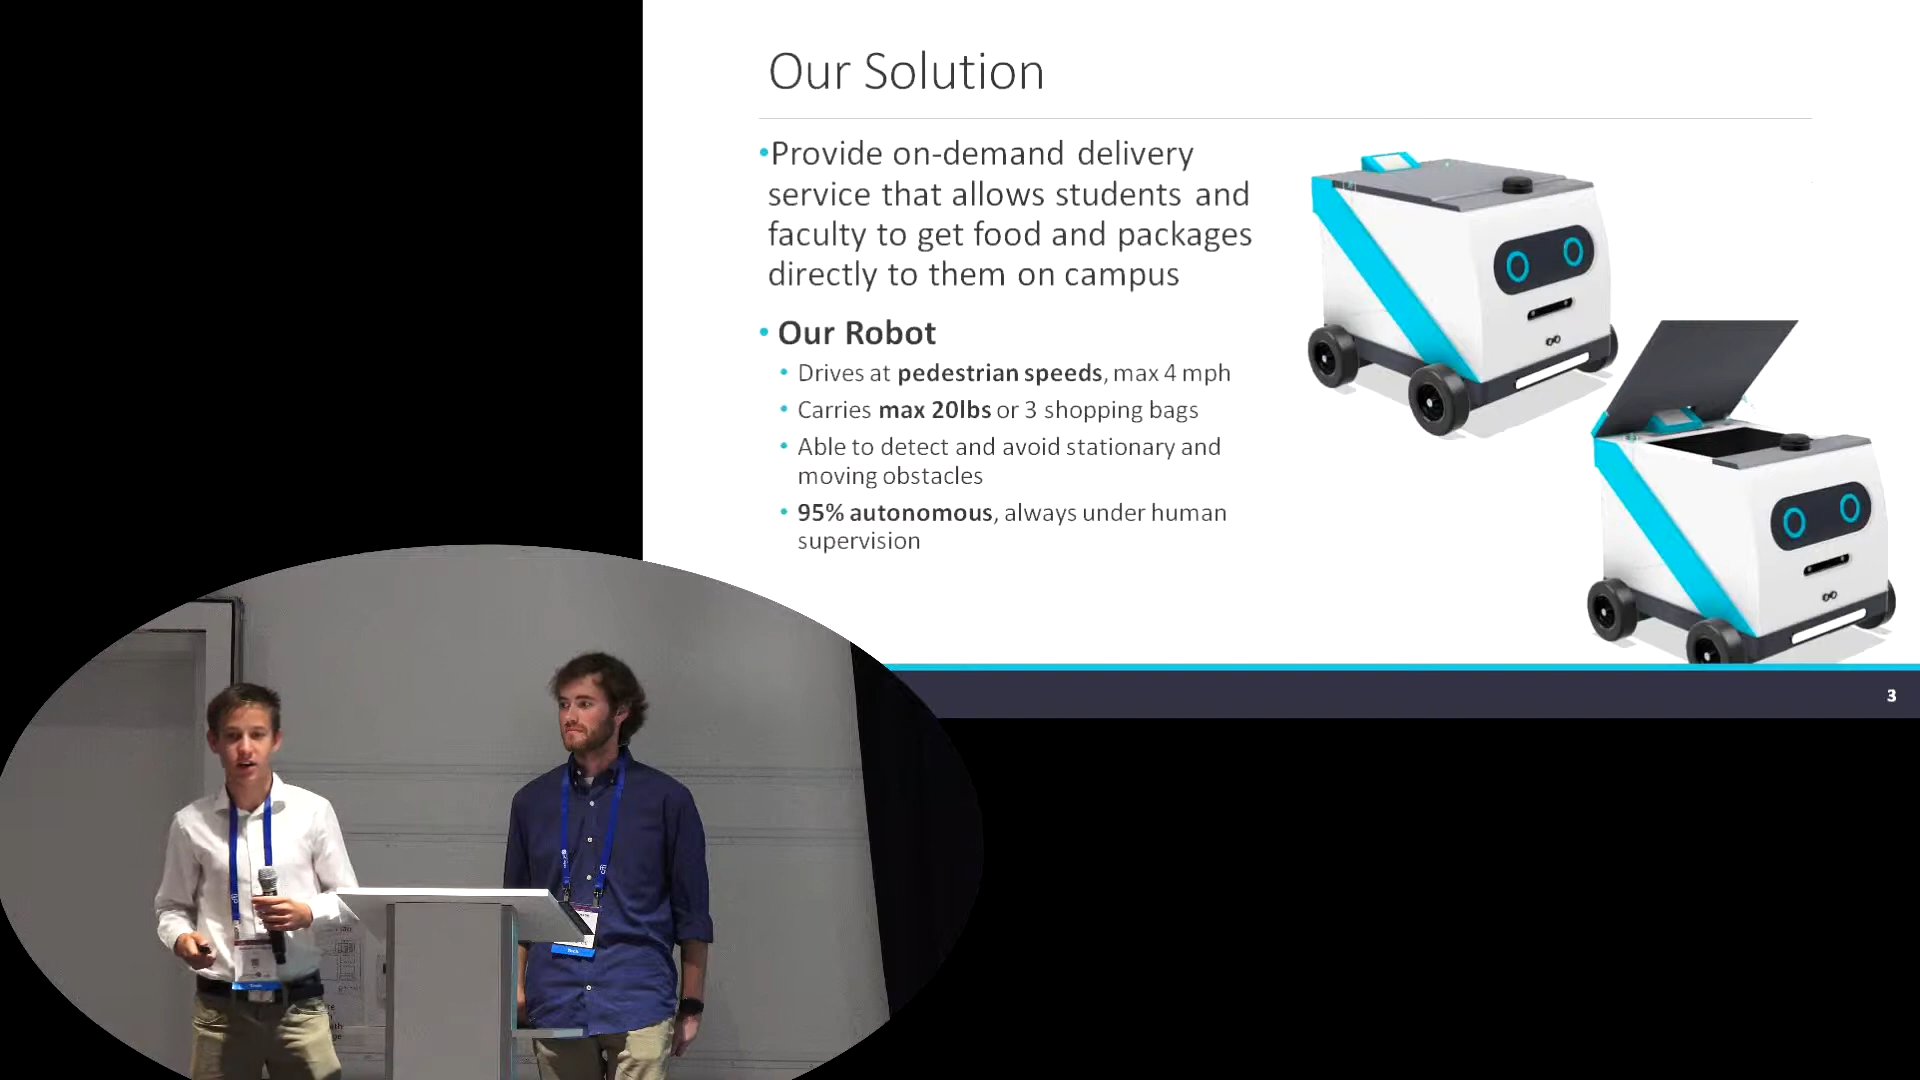 Our Solution
•Provide on-demand delivery
service that allows students and
faculty to get food and packages
directly to them on campus
• Our Robot
• Drives at pedestrian speeds, max 4 mph
• Carries max 20lbs or 3 shopping bags
• Able to detect and avoid stationary and
moving obstacles
• 95% autonomous, always under human
supervision
3